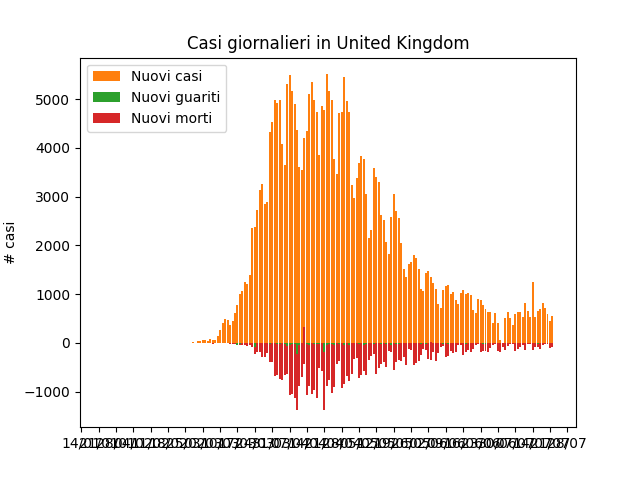 Casi giornalieri in United Kingdom
Nuovi casi
Nuovi guariti
Nuovi morti
# casi
5000
4000
3000
2000
1000
0
−1000